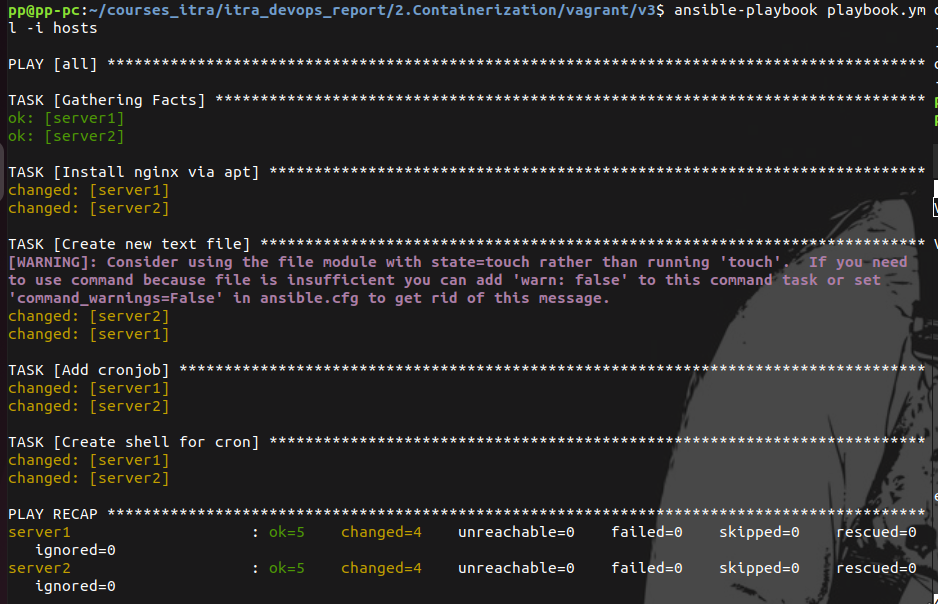 pp@pp-pc:~/courses_itra/itra_devops_report/2.Containerization/vagrant/v3$ ansible-playbook playbook.ym
l -i hosts
PLAY [all] *******************************************************************************************
TASK [Gathering Facts] *******************************************************************************
ok: [server1]
ok: [server2]
TASK [Install nginx via apt] *************************************************************************
changed: [server1]
changed: [server2]
TASK [Create new text file] **************************************************************************
[WARNING]: Consider using the file module with state=touch rather than running 'touch'.  If you need
to use command because file is insufficient you can add 'warn: false' to this command task or set
'command_warnings=False' in ansible.cfg to get rid of this message.
changed: [server2]
changed: [server1]
TASK [Add cronjob] ***********************************************************************************
changed: [server1]
changed: [server2]
TASK [Create shell for cron] *************************************************************************
changed: [server1]
changed: [server2]
PLAY RECAP *******************************************************************************************
server1                    : ok=5    changed=4    unreachable=0    failed=0    skipped=0    rescued=0
   ignored=0
server2                    : ok=5    changed=4    unreachable=0    failed=0    skipped=0    rescued=0
   ignored=0